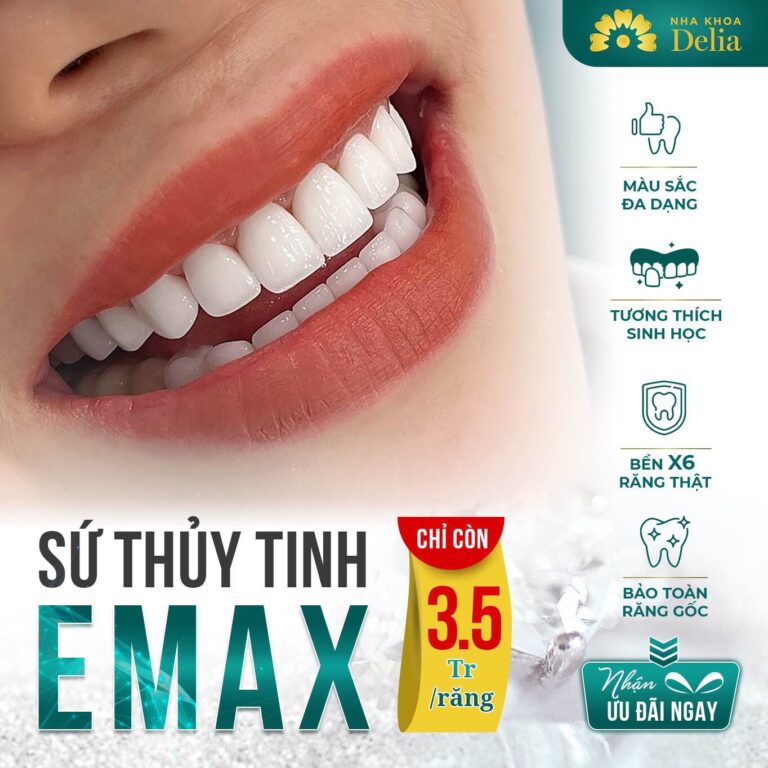 NHA KHOA
Delia
MÀU SẮC
ĐA DẠNG
TƯƠNG THÍCH
SINH HỌC
BỀN X6
RĂNG THẬT
BẢO TOÀN
RĂNG GỐC
SỨ THỦY TINH
EMAX
CHỈ CÒN
3.5
Tr
/răng
Nhận
ƯU ĐÃI NGAY